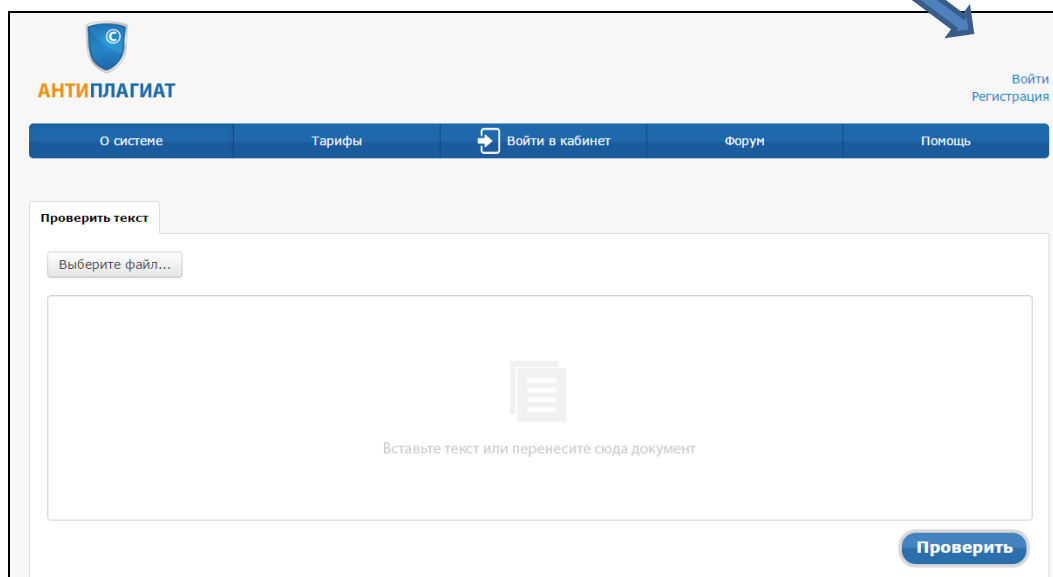 ©
АНТИПЛАГИАТ
Войти
Регистрация
О системе Тарифы Войти в кабинет Форум Помощь
Проверить текст
Выберите файл...
Вставьте текст или перенесите сюда документ
Проверить